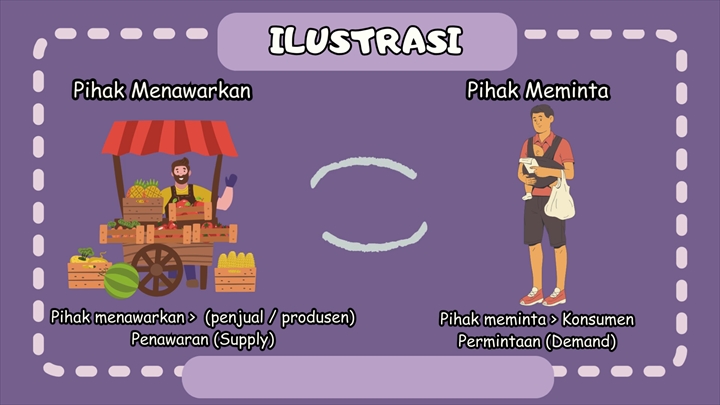 ILUSTRASI
Pihak Menawarkan
Pihak Meminta
Pihak menawarkan > (penjual / produsen)
Penawaran (Supply)
Pihak meminta > Konsumen
Permintaan (Demand)